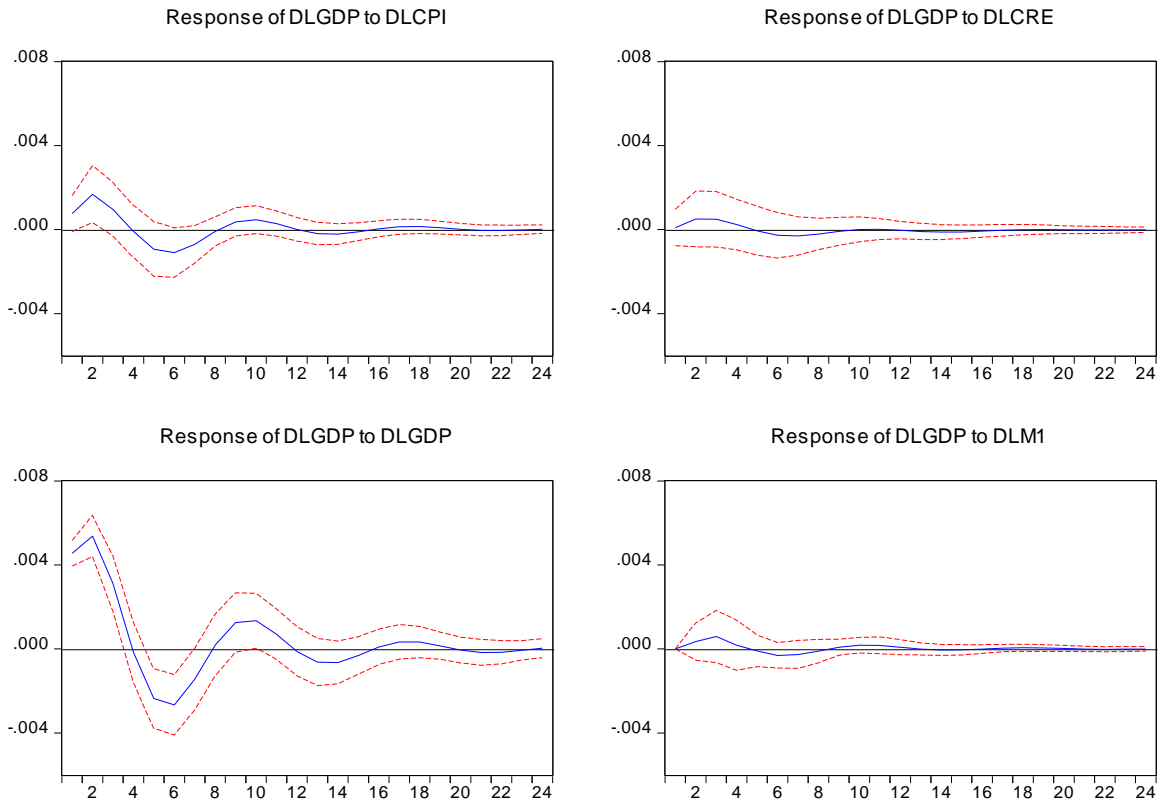 Response of DLGDP to DLCPI
.008
.004
.000
-.004
2 4 6 8 10 12 14 16 18 20 22 24
Response of DLGDP to DLCRE
.008
.004
.000
-.004
2 4 6 8 10 12 14 16 18 20 22 24
Response of DLGDP to DLGDP
.008
.004
.000
-.004
2 4 6 8 10 12 14 16 18 20 22 24
Response of DLGDP to DLM1
.008
.004
.000
-.004
2 4 6 8 10 12 14 16 18 20 22 24